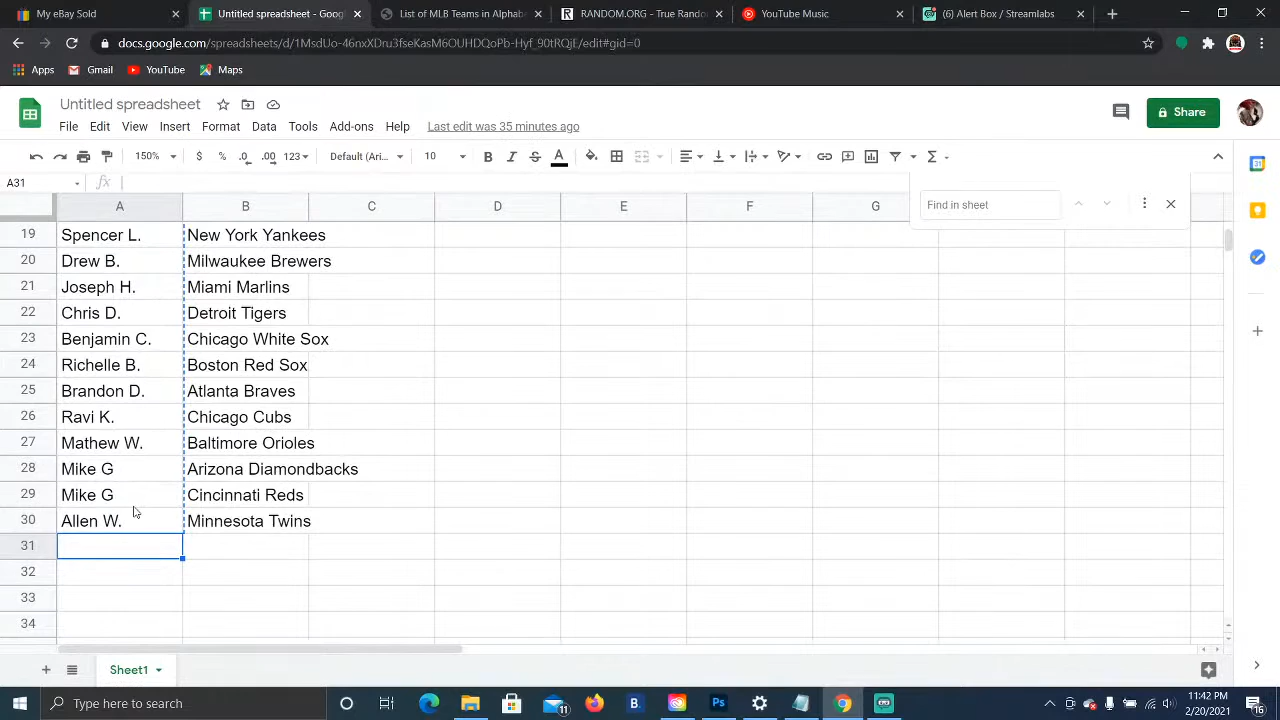 My eBay Sold
Untitled spreadsheet - Goog
List of MLB Teams in Alphab
RANDOM.ORG - True Rando
YouTube Music
(4) Alert Box / Streamlabs
docs.google.com/spreadsheets/d/1MsdUo-46nxXDru3fseKasM6OUHDQoPb-Hyf_90tRQjE/edit#gid=0
Apps Gmail YouTube Maps
Untitled spreadsheet
Share
File Edit View Insert Format Data Tools Add-ons Help Last edit was 35 minutes ago
150% $ % .0 .00 123 Default (Ari... 10 B I S A Σ
A31 fx
Find in sheet
A B C D E F G
19 Spencer L. New York Yankees
20 Drew B. Milwaukee Brewers
21 Joseph H. Miami Marlins
22 Chris D. Detroit Tigers
23 Benjamin C. Chicago White Sox
24 Richelle B. Boston Red Sox
25 Brandon D. Atlanta Braves
26 Ravi K. Chicago Cubs
27 Mathew W. Baltimore Orioles
28 Mike G Arizona Diamondbacks
29 Mike G Cincinnati Reds
30 Allen W. Minnesota Twins
31
32
33
34
Sheet1
Type here to search
11
Ps
11:42 PM
2/20/2021